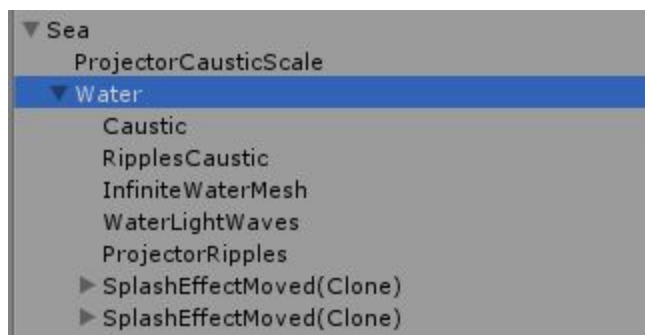 Sea
ProjectorCausticScale
Water
Caustic
RipplesCaustic
InfiniteWaterMesh
WaterLightWaves
ProjectorRipples
SplashEffectMoved(Clone)
SplashEffectMoved(Clone)